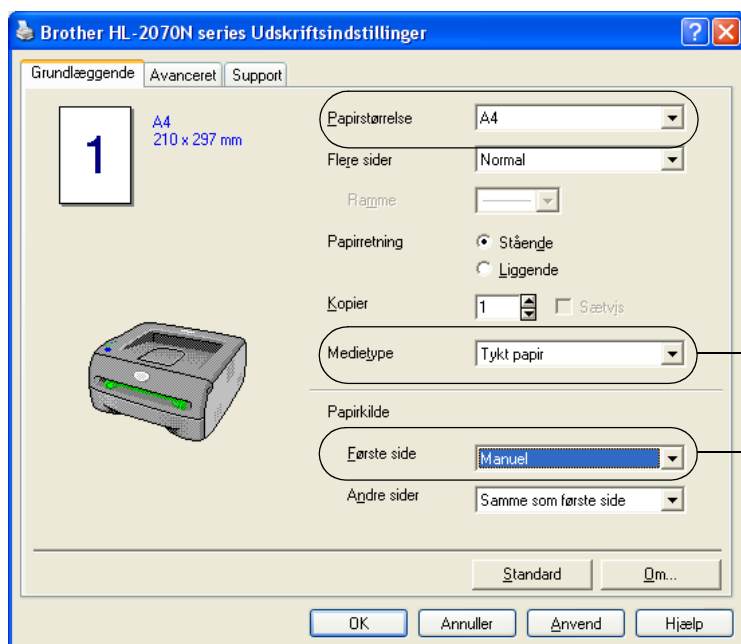 Brother HL-2070N series Udskriftsindstillinger
Grundlæggende Avanceret Support
1
A4
210 x 297 mm
Papirstørrelse A4
Flere sider Normal
Ramme
Papirretning Stående
Liggende
Kopier 1 Sætvis
Medietype Tykt papir
Papirkilde
Første side Manuel
Andre sider Samme som første side
Standard Om...
OK Annuller Anvend Hjælp